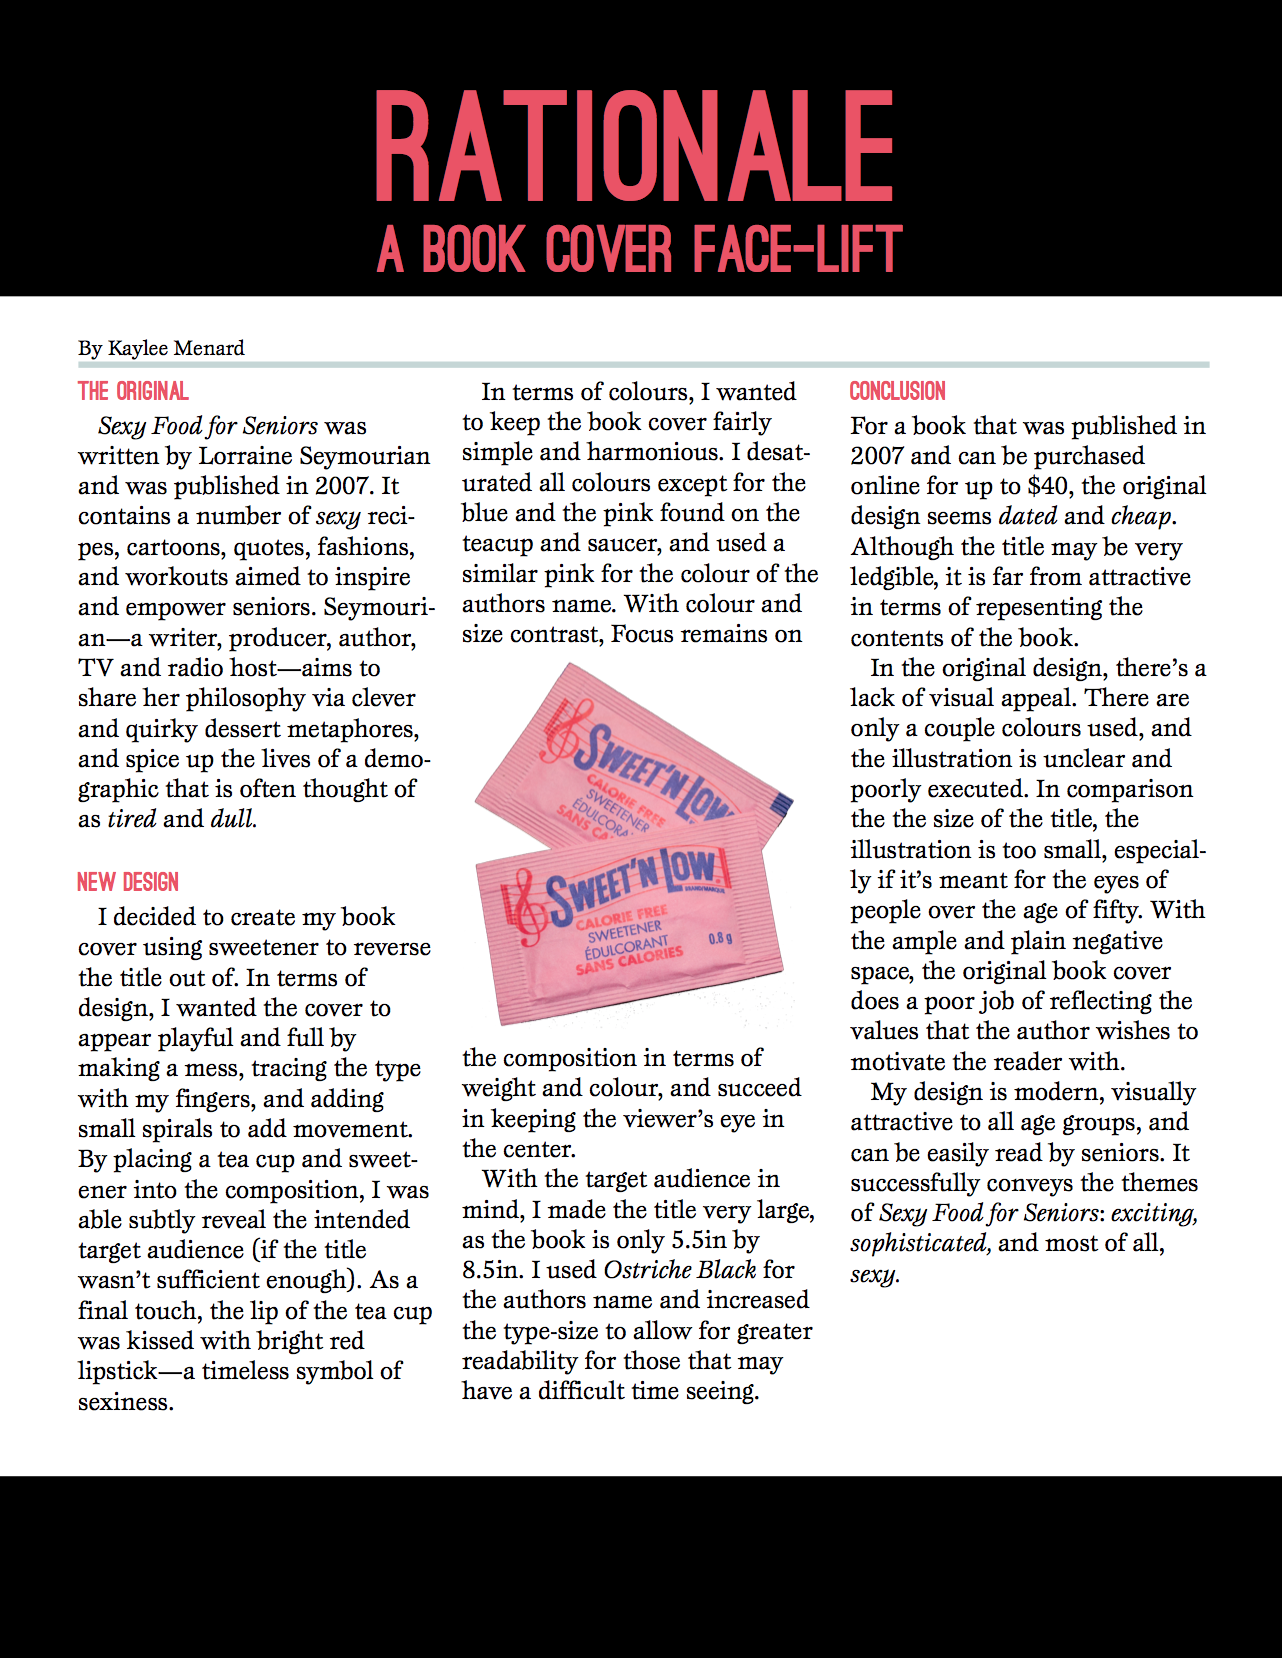 RATIONALE
A BOOK COVER FACE-LIFT
By Kaylee Menard
THE ORIGINAL
Sexy Food for Seniors was
written by Lorraine Seymourian
and was published in 2007. It
contains a number of sexy reci-
pes, cartoons, quotes, fashions,
and workouts aimed to inspire
and empower seniors. Seymouri-
an—a writer, producer, author,
TV and radio host—aims to
share her philosophy via clever
and quirky dessert metaphores,
and spice up the lives of a demo-
graphic that is often thought of
as tired and dull.
NEW DESIGN
I decided to create my book
cover using sweetener to reverse
the title out of. In terms of
design, I wanted the cover to
appear playful and full by
making a mess, tracing the type
with my fingers, and adding
small spirals to add movement.
By placing a tea cup and sweet-
ener into the composition, I was
able subtly reveal the intended
target audience (if the title
wasn't sufficient enough). As a
final touch, the lip of the tea cup
was kissed with bright red
lipstick—a timeless symbol of
sexiness.
In terms of colours, I wanted
to keep the book cover fairly
simple and harmonious. I desat-
urated all colours except for the
blue and the pink found on the
teacup and saucer, and used a
similar pink for the colour of the
authors name. With colour and
size contrast, Focus remains on
SWEET'N LOW
CALORIE FREE
SWEETENER
ÉDULCORA
SANS CA
SWEET'N LOW
BRAND/MARQUE
CALORIE FREE
SWEETENER
ÉDULCORANT
SANS CALORIES
0.8 g
the composition in terms of
weight and colour, and succeed
in keeping the viewer's eye in
the center.
With the target audience in
mind, I made the title very large,
as the book is only 5.5in by
8.5in. I used Ostriche Black for
the authors name and increased
the type-size to allow for greater
readability for those that may
have a difficult time seeing.
CONCLUSION
For a book that was published in
2007 and can be purchased
online for up to $40, the original
design seems dated and cheap.
Although the title may be very
ledgible, it is far from attractive
in terms of repesenting the
contents of the book.
In the original design, there's a
lack of visual appeal. There are
only a couple colours used, and
the illustration is unclear and
poorly executed. In comparison
the the size of the title, the
illustration is too small, especial-
ly if it's meant for the eyes of
people over the age of fifty. With
the ample and plain negative
space, the original book cover
does a poor job of reflecting the
values that the author wishes to
motivate the reader with.
My design is modern, visually
attractive to all age groups, and
can be easily read by seniors. It
successfully conveys the themes
of Sexy Food for Seniors: exciting,
sophisticated, and most of all,
sexy.